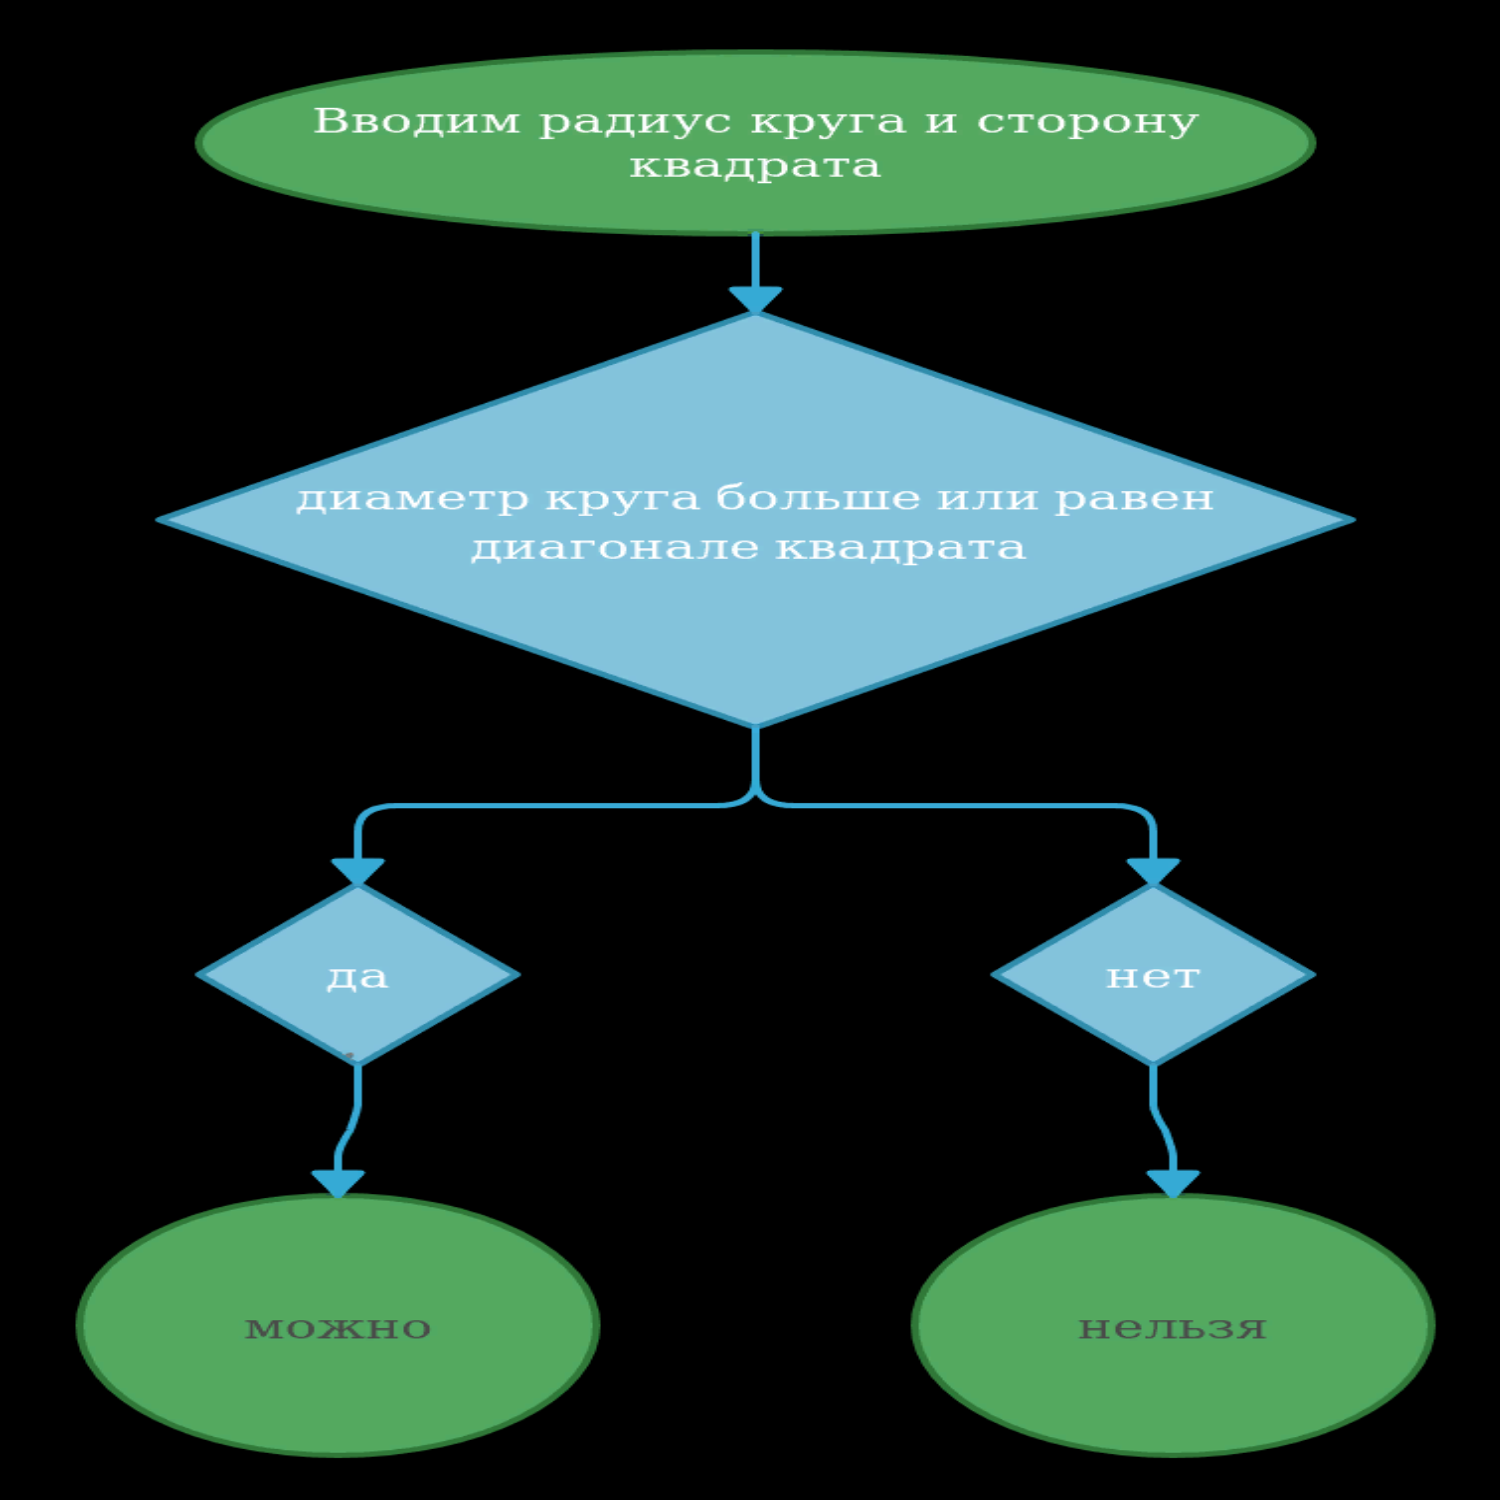 Вводим радиус круга и сторону
квадрата
диаметр круга больше или равен
диагонале квадрата
да
нет
можно
нельзя